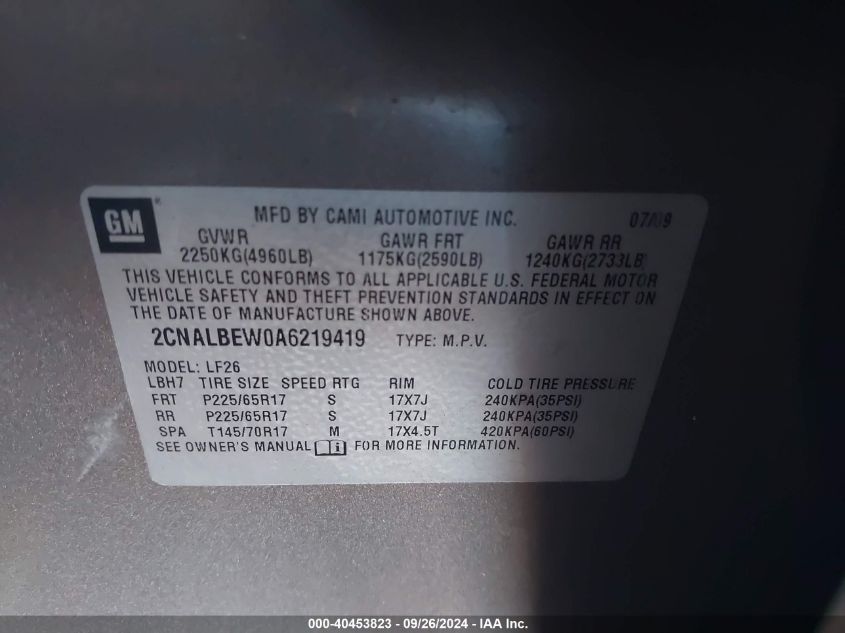 GM®
MFD BY CAMI AUTOMOTIVE INC. 07/09
GVWR GAWR FRT GAWR RR
2250KG(4960LB) 1175KG(2590LB) 1240KG(2733LB)
THIS VEHICLE CONFORMS TO ALL APPLICABLE U.S. FEDERAL MOTOR
VEHICLE SAFETY AND THEFT PREVENTION STANDARDS IN EFFECT ON
THE DATE OF MANUFACTURE SHOWN ABOVE.
2CNALBEW0A6219419 TYPE: M.P.V.
MODEL: LF26
LBH7 TIRE SIZE SPEED RTG RIM COLD TIRE PRESSURE
FRT P225/65R17 S 17X7J 240KPA(35PSI)
RR P225/65R17 S 17X7J 240KPA(35PSI)
SPA T145/70R17 M 17X4.5T 420KPA(60PSI)
SEE OWNER'S MANUAL FOR MORE INFORMATION.
000-40453823 - 09/26/2024 - IAA Inc.